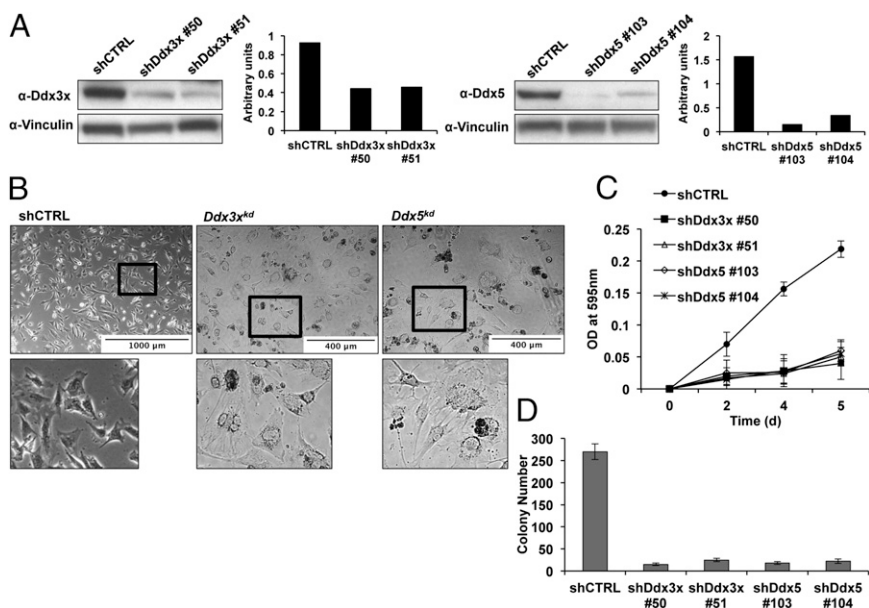 A
shCTRL
shDdx3x #50
shDdx3x #51
α-Ddx3x
α-Vinculin
Arbitrary units
1
0.8
0.6
0.4
0.2
0
shCTRL shDdx3x shDdx3x
#50 #51
shCTRL
shDdx5 #103
shDdx5 #104
α-Ddx5
α-Vinculin
Arbitrary units
2
1.5
1
0.5
0
shCTRL shDdx5 shDdx5
#103 #104
B
shCTRL
Ddx3xkd
Ddx5kd
1000 μm
400 μm
400 μm
C
shCTRL
shDdx3x #50
shDdx3x #51
shDdx5 #103
shDdx5 #104
OD at 595nm
0.25
0.2
0.15
0.1
0.05
0
0 2 4 5
Time (d)
D
Colony Number
300
250
200
150
100
50
0
shCTRL shDdx3x shDdx3x shDdx5 shDdx5
#50 #51 #103 #104